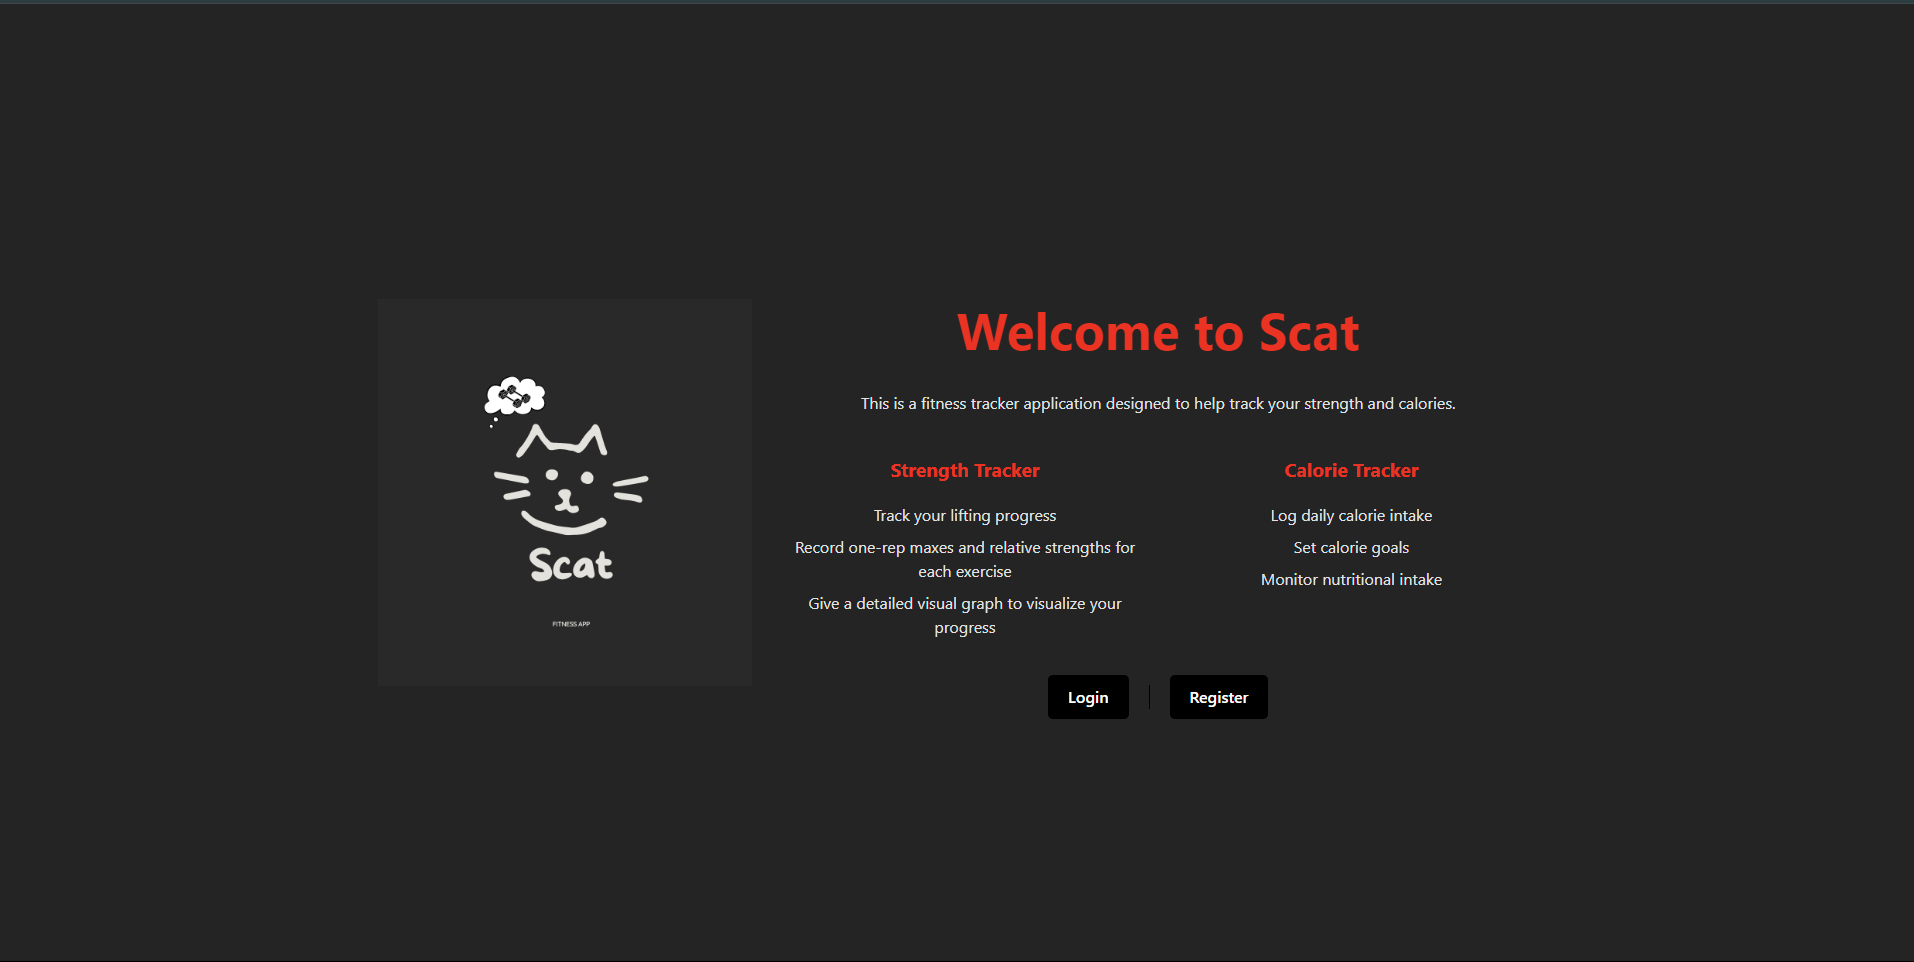 Scat
FITNESS APP
Welcome to Scat
This is a fitness tracker application designed to help track your strength and calories.
Strength Tracker
Track your lifting progress
Record one-rep maxes and relative strengths for
each exercise
Give a detailed visual graph to visualize your
progress
Calorie Tracker
Log daily calorie intake
Set calorie goals
Monitor nutritional intake
Login
Register